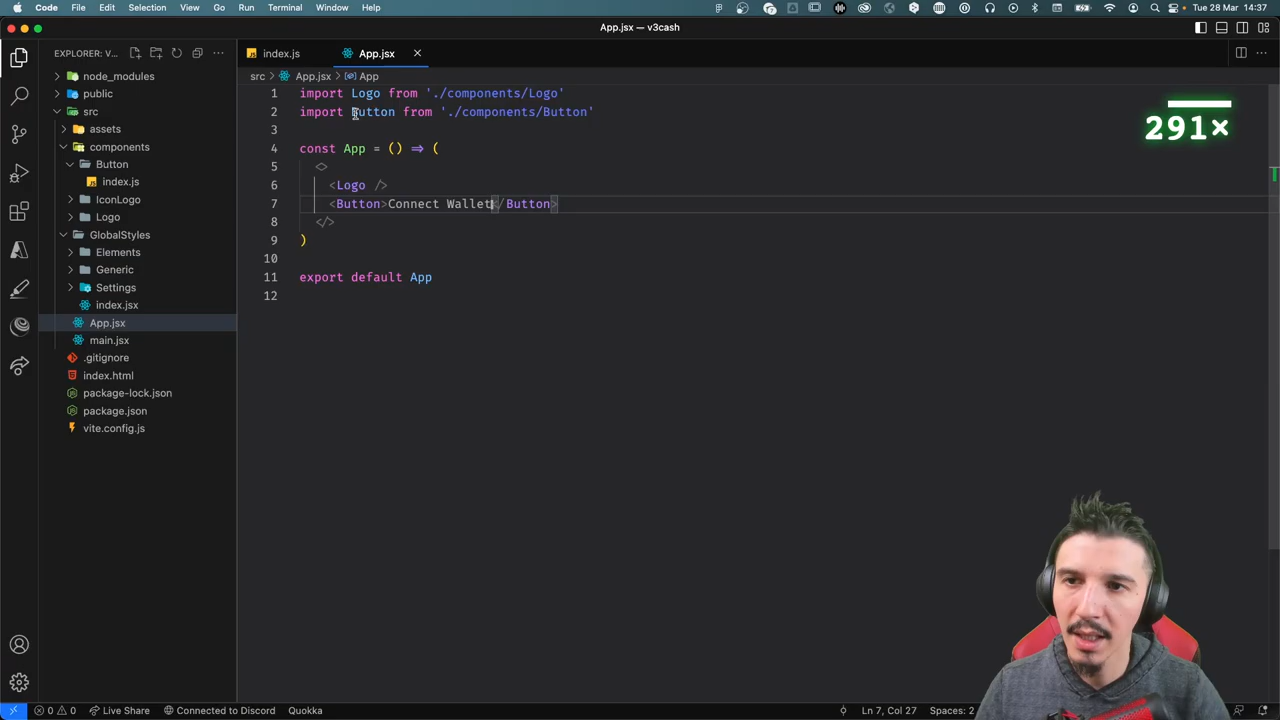 Code File Edit Selection View Go Run Terminal Window Help Tue 28 Mar 14:37
App.jsx — v3cash
EXPLORER: V...
index.js
App.jsx
node_modules
public
src
assets
components
Button
index.js
IconLogo
Logo
GlobalStyles
Elements
Generic
Settings
index.jsx
App.jsx
main.jsx
.gitignore
index.html
package-lock.json
package.json
vite.config.js
src App.jsx App
1 import Logo from './components/Logo'
2 import Button from './components/Button'
3
4 const App = () => (
5 <>
6 <Logo />
7 <Button>Connect Wallet</Button>
8 </>
9 )
10
11 export default App
12
291×
0 0 Live Share Connected to Discord Quokka
Ln 7, Col 27 Spaces: 2